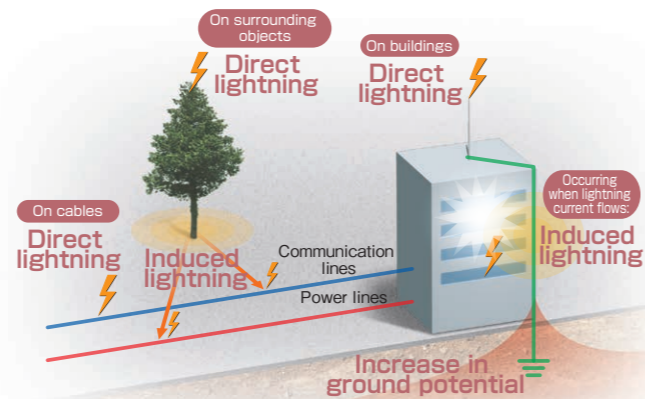 On surrounding
objects
Direct
lightning
On buildings
Direct
lightning
On cables
Direct
lightning
Induced
lightning
Communication
lines
Power lines
Occurring
when lightning
current flows:
Induced
lightning
Increase in
ground potential